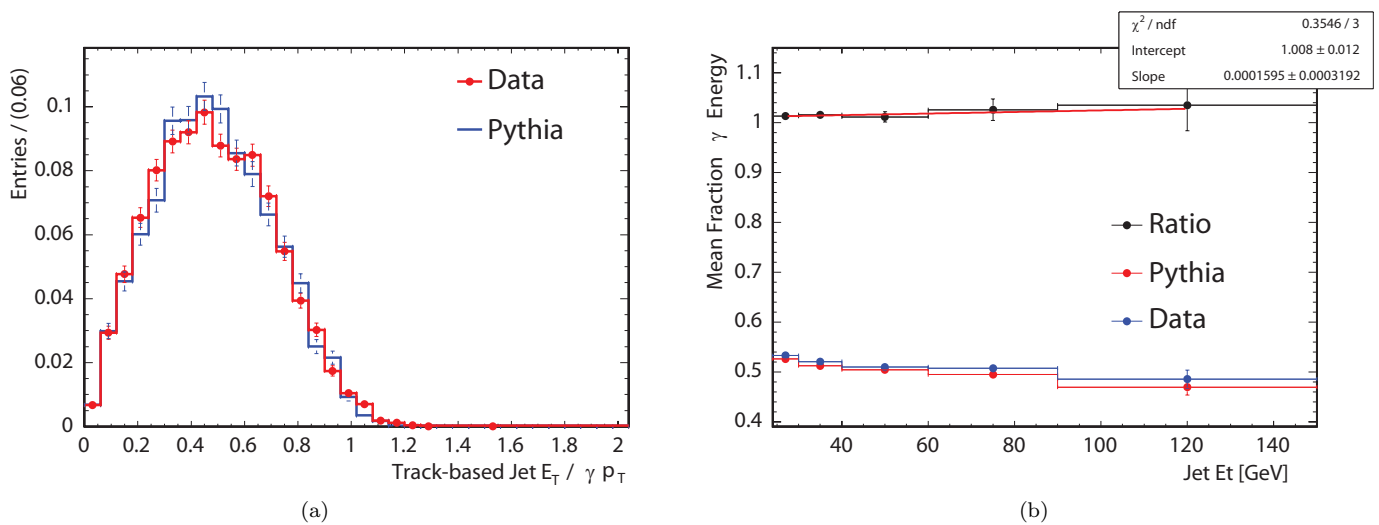 Entries / (0.06)
0.1
0.08
0.06
0.04
0.02
0
Data
Pythia
0 0.2 0.4 0.6 0.8 1 1.2 1.4 1.6 1.8 2
Track-based Jet E_T / γ p_T
(a)
χ² / ndf 0.3546 / 3
Intercept 1.008 ± 0.012
Slope 0.0001595 ± 0.0003192
Mean Fraction γ Energy
1.1
1
0.9
0.8
0.7
0.6
0.5
0.4
Ratio
Pythia
Data
40 60 80 100 120 140
Jet Et [GeV]
(b)